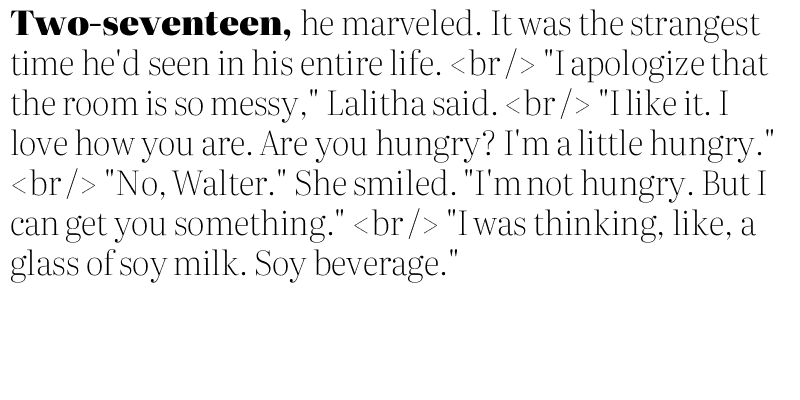 Two-seventeen, he marveled. It was the strangest
time he'd seen in his entire life. <br/> "I apologize that
the room is so messy," Lalitha said. <br/> "I like it. I
love how you are. Are you hungry? I'm a little hungry."
<br/> "No, Walter." She smiled. "I'm not hungry. But I
can get you something." <br/> "I was thinking, like, a
glass of soy milk. Soy beverage."